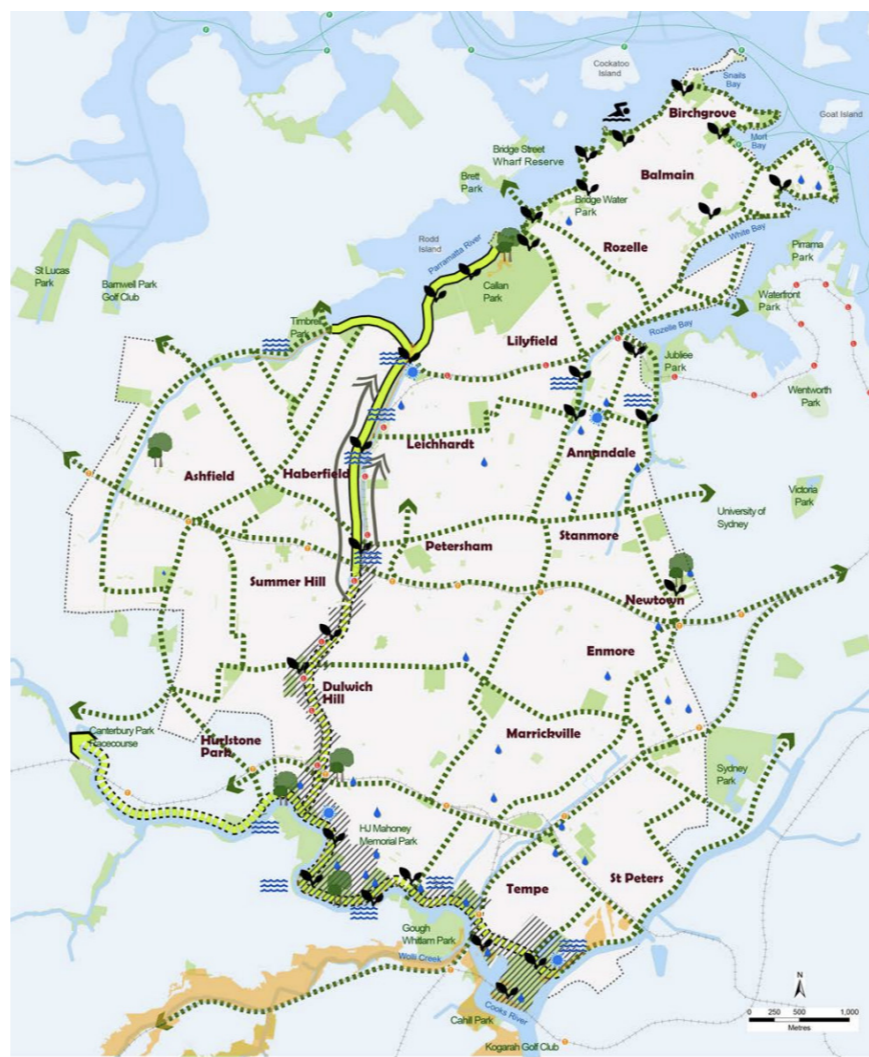 Cockatoo
Island
Snails
Bay
Goat Island
Birchgrove
Mort
Bay
Bridge Street
Wharf Reserve
Balmain
Brett
Park
Bridge Water
Park
White Bay
Rozelle
Rodd
Island
Parramatta River
Pirrama
Park
St Lucas
Park
Barnwell Park
Golf Club
Callan
Park
Waterfront
Park
Timbrell
Park
Rozelle Bay
Lilyfield
Jubliee
Park
Wentworth
Park
Leichhardt
Annandale
Ashfield
Haberfield
Victoria
Park
University of
Sydney
Stanmore
Petersham
Summer Hill
Newtown
Enmore
Dulwich
Hill
Canterbury Park
Racecourse
Hurlstone
Park
Marrickville
Sydney
Park
HJ Mahoney
Memorial Park
St Peters
Tempe
Gough
Whitlam Park
Wolli Creek
Cooks River
Cahill Park
Kogarah Golf Club
N
0 250 500 1,000
Metres